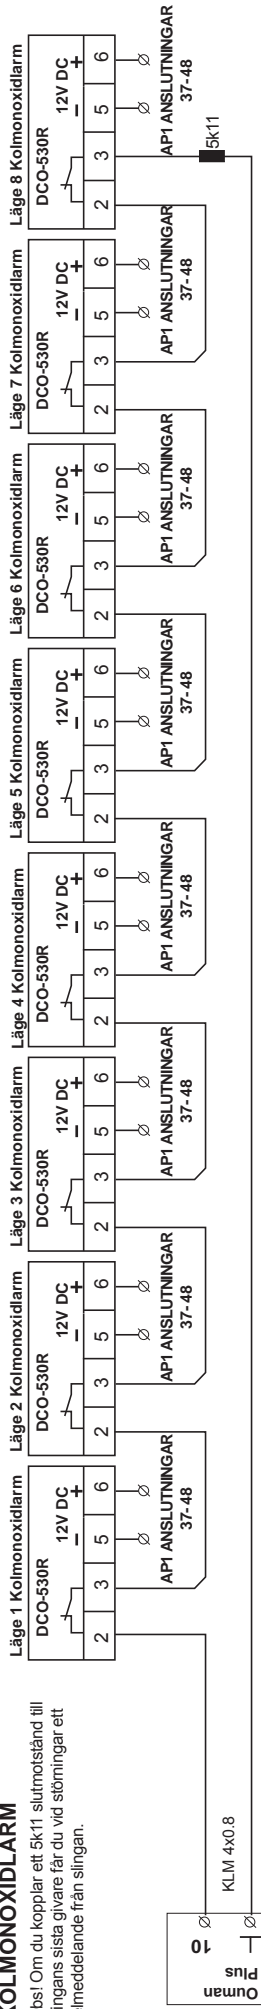 KOLMONOXIDLARM
bs! Om du kopplar ett 5k11 slutmotstånd till
ingans sista givare får du vid störningar ett
elmeddelande från slingan.
Läge 1 Kolmonoxidlarm
DCO-530R
12V DC
− +
2 3 5 6
AP1 ANSLUTNINGAR
37-48
Läge 2 Kolmonoxidlarm
DCO-530R
12V DC
− +
2 3 5 6
AP1 ANSLUTNINGAR
37-48
Läge 3 Kolmonoxidlarm
DCO-530R
12V DC
− +
2 3 5 6
AP1 ANSLUTNINGAR
37-48
Läge 4 Kolmonoxidlarm
DCO-530R
12V DC
− +
2 3 5 6
AP1 ANSLUTNINGAR
37-48
Läge 5 Kolmonoxidlarm
DCO-530R
12V DC
− +
2 3 5 6
AP1 ANSLUTNINGAR
37-48
Läge 6 Kolmonoxidlarm
DCO-530R
12V DC
− +
2 3 5 6
AP1 ANSLUTNINGAR
37-48
Läge 7 Kolmonoxidlarm
DCO-530R
12V DC
− +
2 3 5 6
AP1 ANSLUTNINGAR
37-48
Läge 8 Kolmonoxidlarm
DCO-530R
12V DC
− +
2 3 5 6
AP1 ANSLUTNINGAR
37-48
5k11
10
KLM 4x0.8
Ouman
Plus